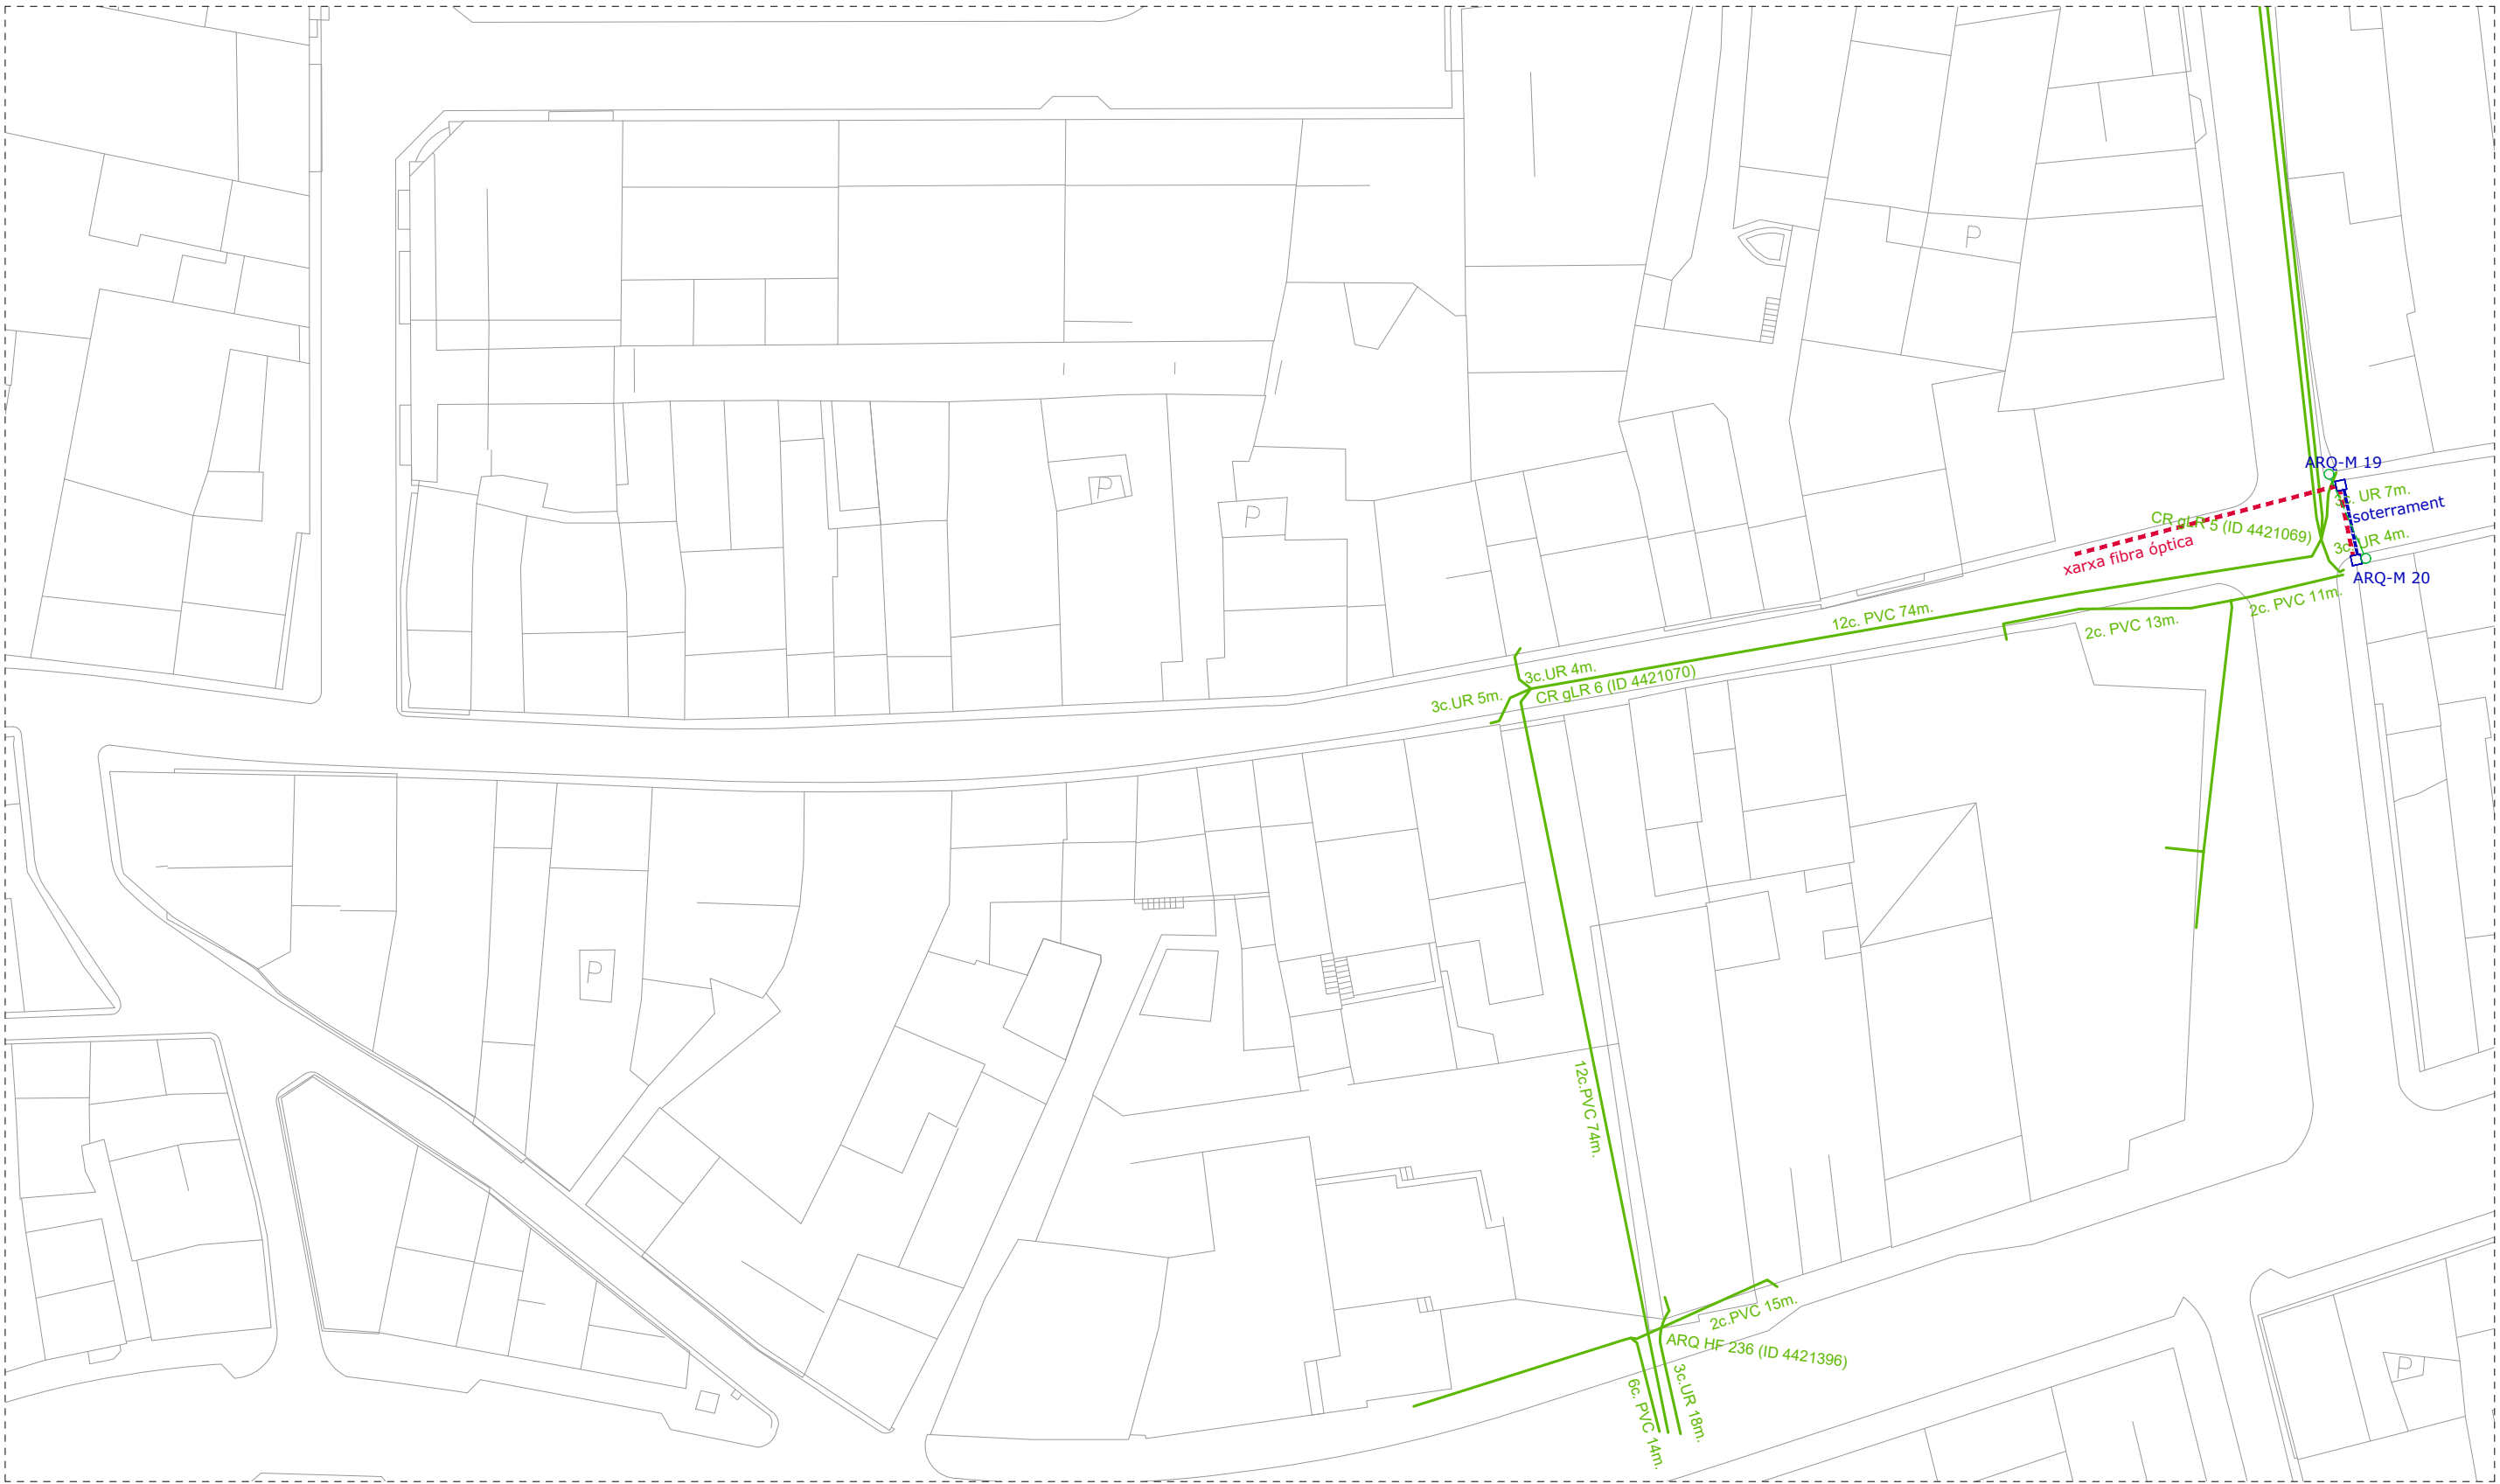 P
P
P
ARQ-M 19
3c. UR 7m.
soterrament
CR gLR 5 (ID 4421069)
3c. UR 4m.
xarxa fibra óptica
ARQ-M 20
2c. PVC 11m.
12c. PVC 74m.
2c. PVC 13m.
3c.UR 4m.
CR gLR 6 (ID 4421070)
3c.UR 5m.
P
12c.PVC 74m.
2c.PVC 15m.
ARQ HF 236 (ID 4421396)
3c.UR 18m.
6c. PVC 14m.
P